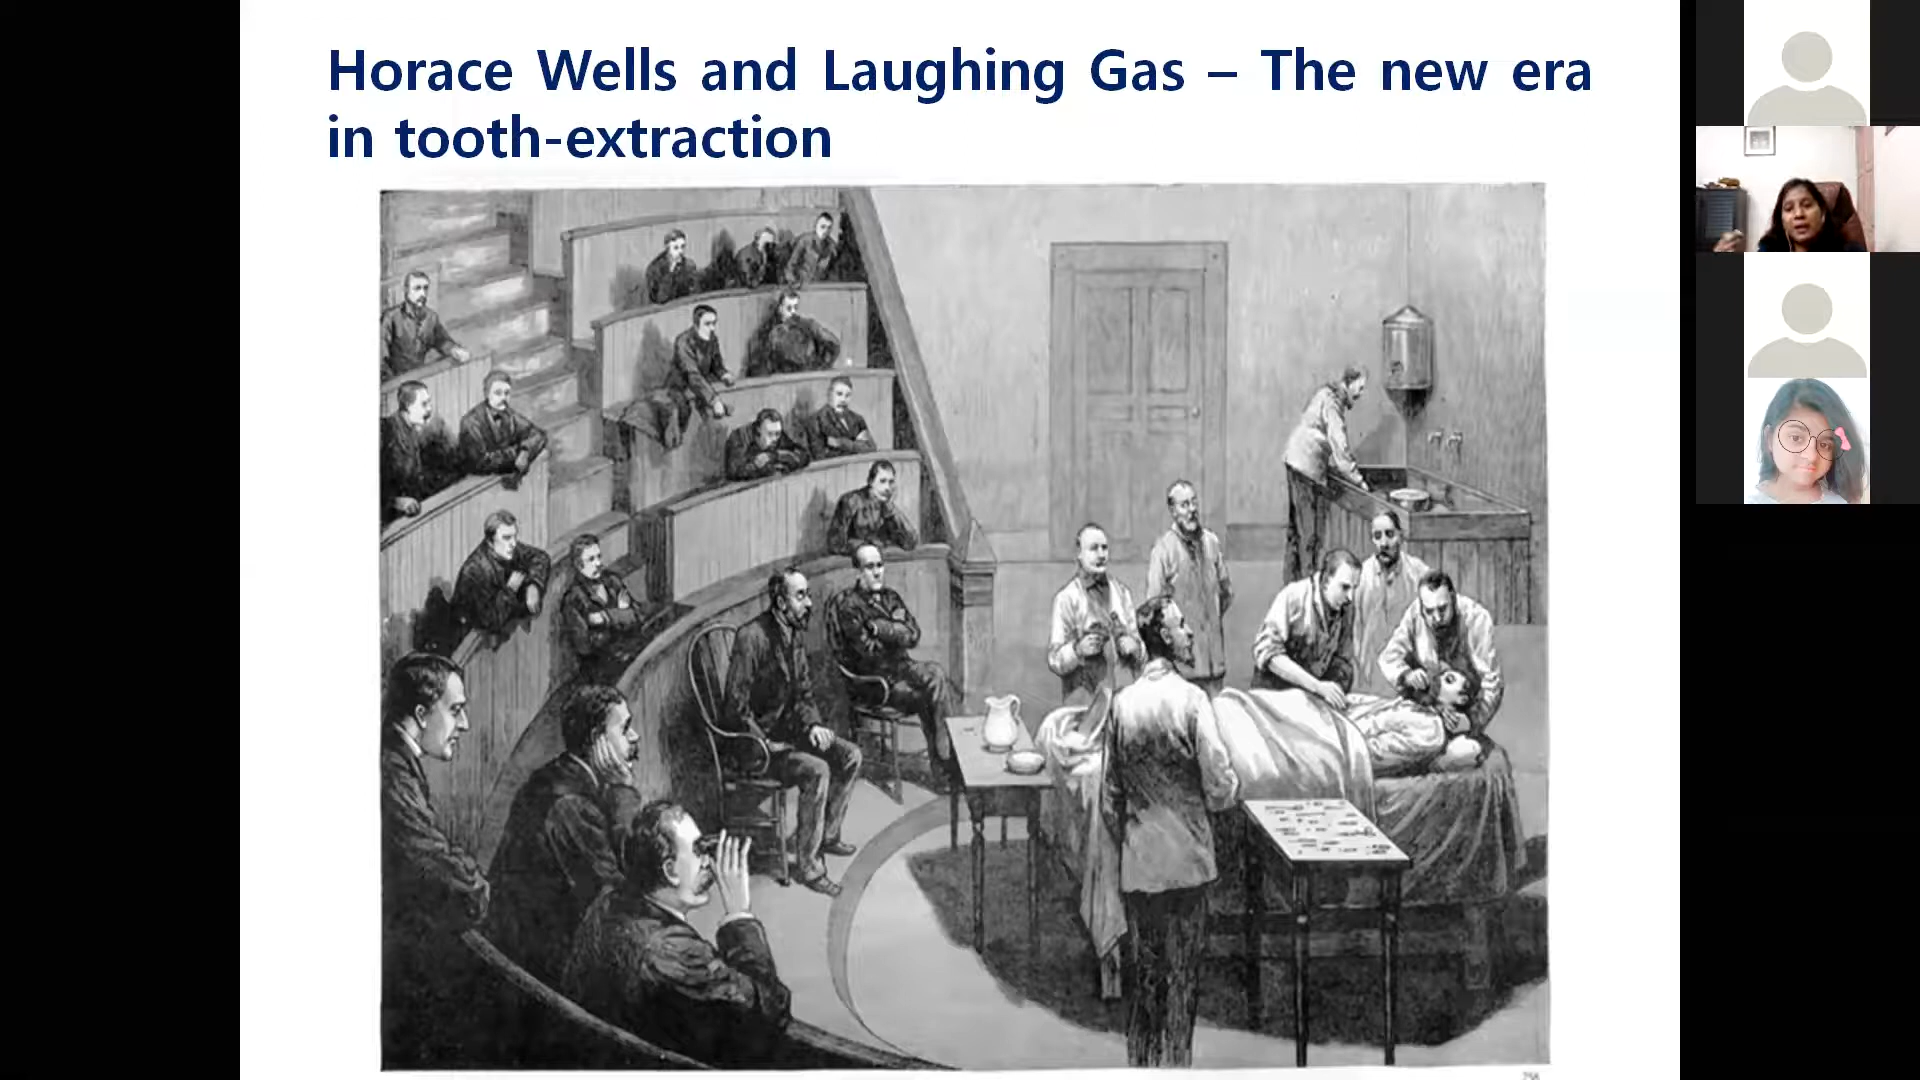 Horace Wells and Laughing Gas – The new era
in tooth-extraction